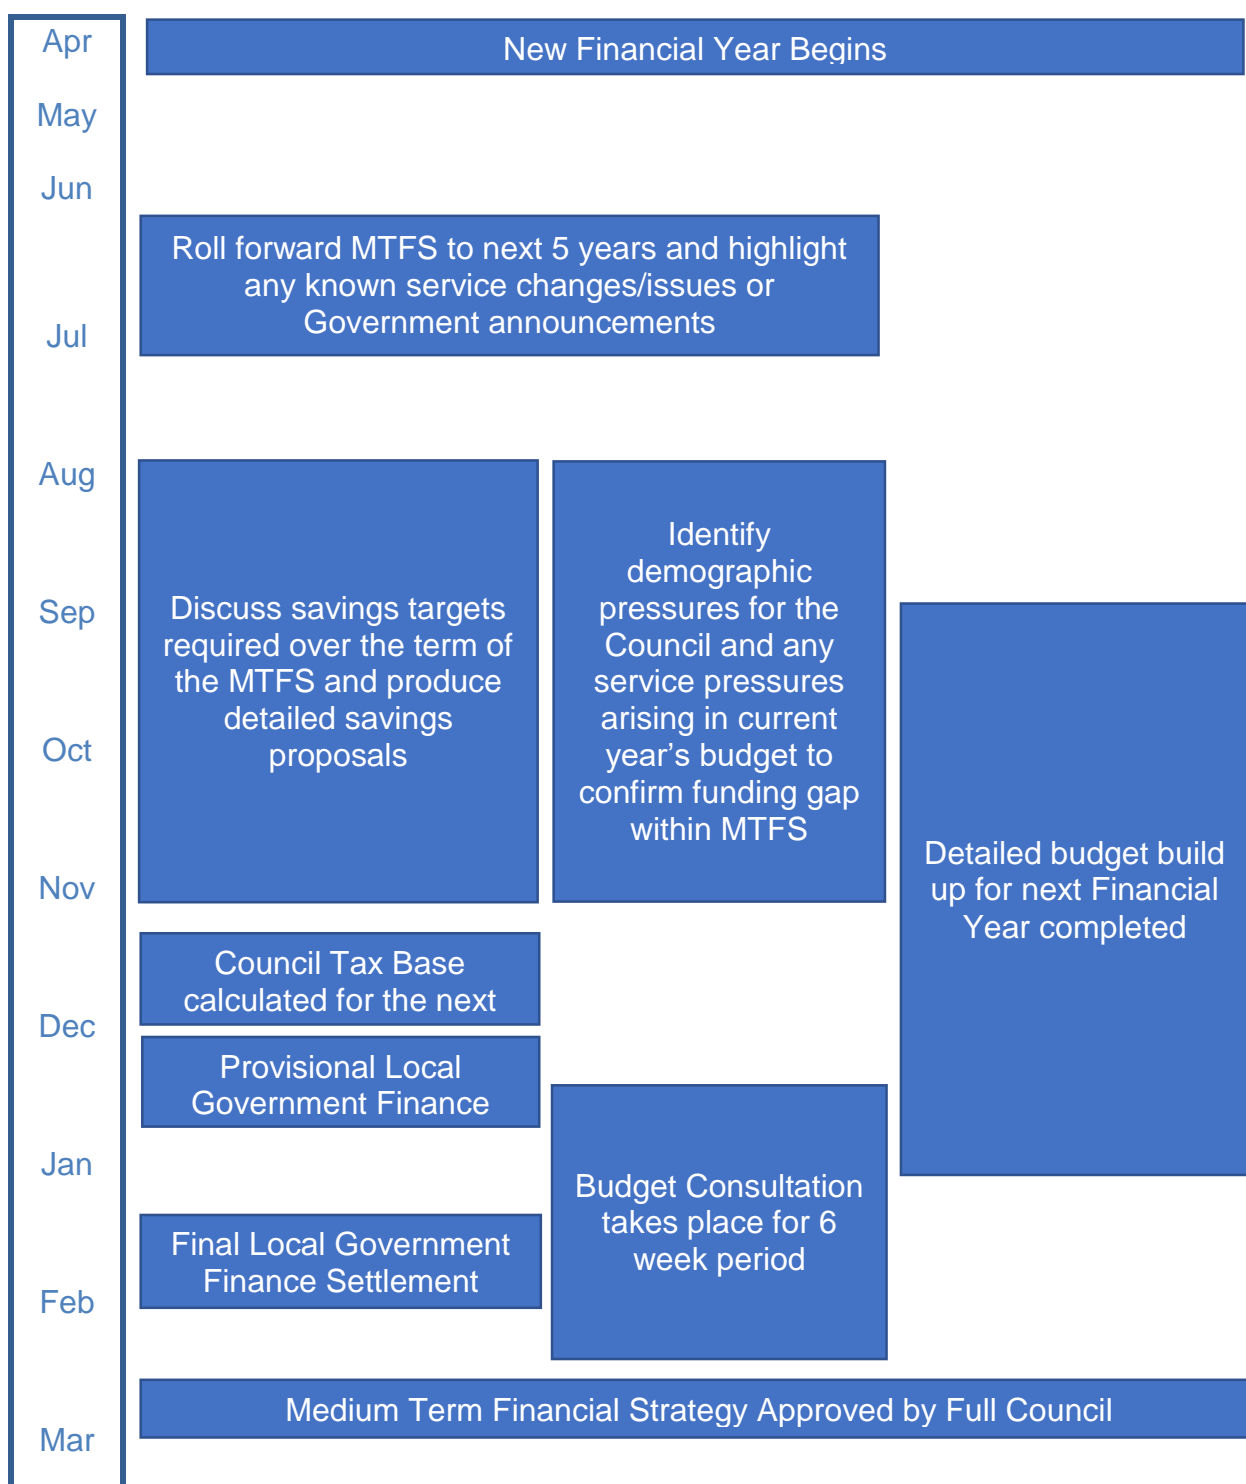 Apr
New Financial Year Begins
May
Jun
Roll forward MTFS to next 5 years and highlight
any known service changes/issues or
Government announcements
Jul
Aug
Discuss savings targets
required over the term of
the MTFS and produce
detailed savings
proposals
Identify
demographic
pressures for the
Council and any
service pressures
arising in current
year’s budget to
confirm funding gap
within MTFS
Sep
Oct
Detailed budget build
up for next Financial
Year completed
Nov
Council Tax Base
calculated for the next
Dec
Provisional Local
Government Finance
Jan
Budget Consultation
takes place for 6
week period
Final Local Government
Finance Settlement
Feb
Medium Term Financial Strategy Approved by Full Council
Mar